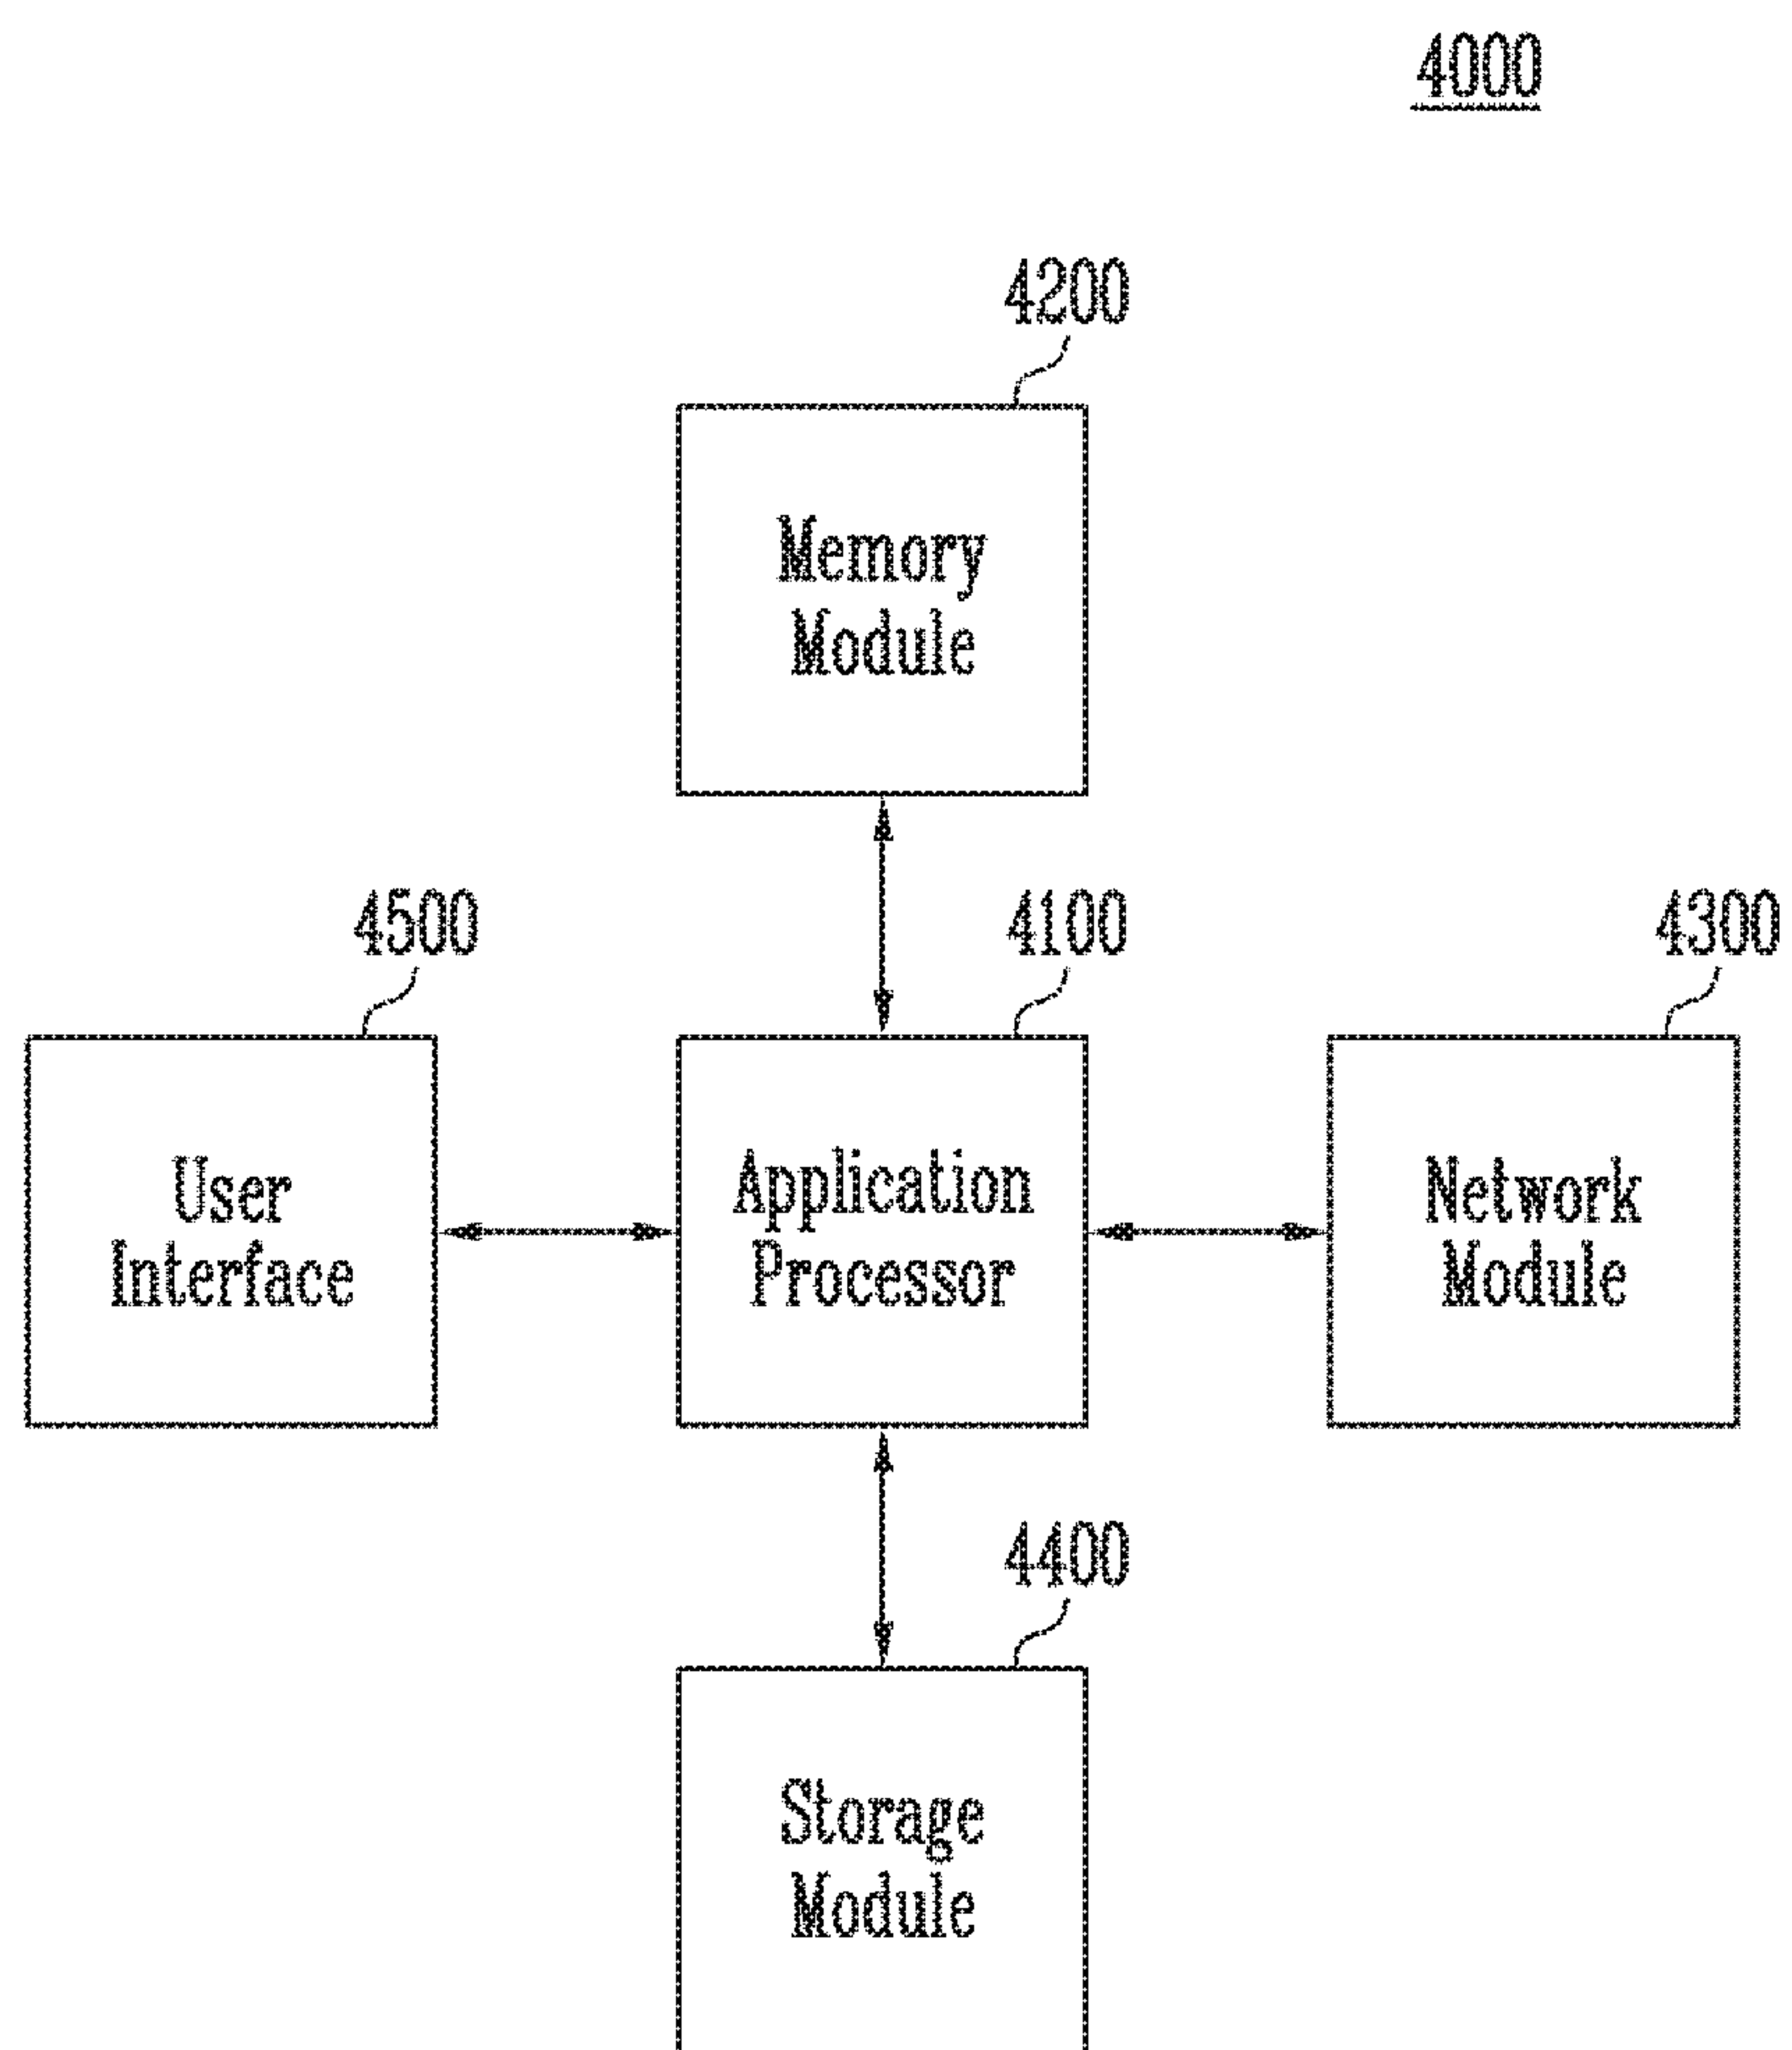 4000
4200
Memory
Module
4500
4100
4300
User
Interface
Application
Processor
Network
Module
4400
Storage
Module